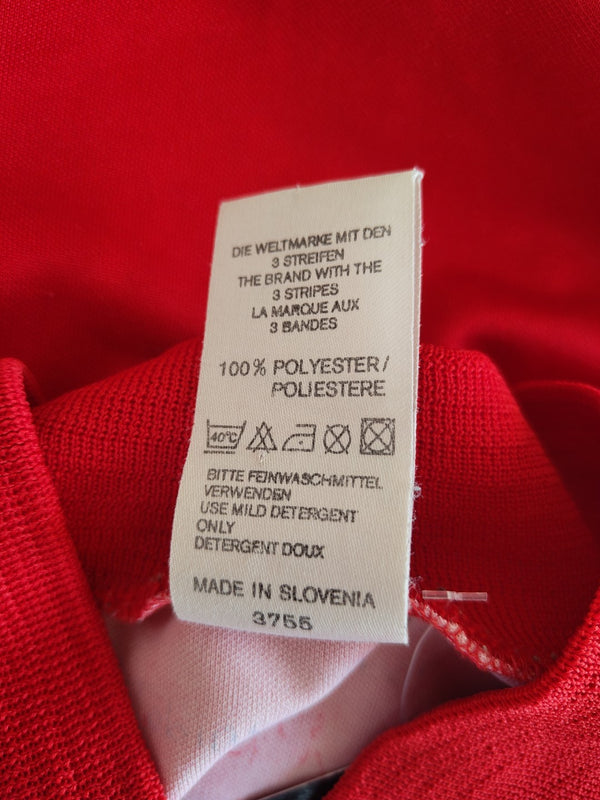 DIE WELTMARKE MIT DEN
3 STREIFEN
THE BRAND WITH THE
3 STRIPES
LA MARQUE AUX
3 BANDES
100% POLYESTER/
POLIESTERE
40°C
BITTE FEINWASCHMITTEL
VERWENDEN
USE MILD DETERGENT
ONLY
DETERGENT DOUX
MADE IN SLOVENIA
3755